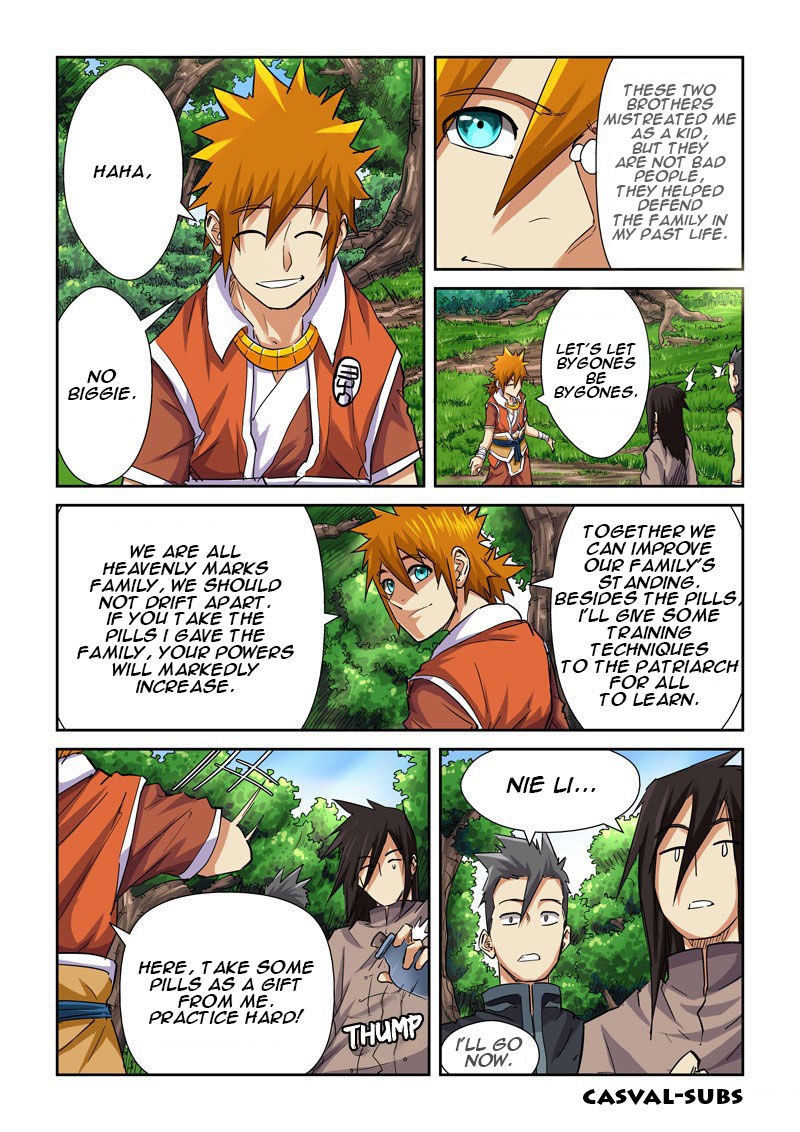 HAHA,
NO
BIGGIE.
THESE TWO
BROTHERS
MISTREATED ME
AS A KID,
BUT THEY
ARE NOT BAD
PEOPLE,
THEY HELPED
DEFEND
THE FAMILY IN
MY PAST LIFE.
LET'S LET
BYGONES
BE
BYGONES.
WE ARE ALL
HEAVENLY MARKS
FAMILY, WE SHOULD
NOT DRIFT APART.
IF YOU TAKE THE
PILLS I GAVE THE
FAMILY, YOUR POWERS
WILL MARKEDLY
INCREASE.
TOGETHER WE
CAN IMPROVE
OUR FAMILY'S
STANDING.
BESIDES THE PILLS,
I'LL GIVE SOME
TRAINING
TECHNIQUES
TO THE PATRIARCH
FOR ALL
TO LEARN.
HERE, TAKE SOME
PILLS AS A GIFT
FROM ME.
PRACTICE HARD!
THUMP
NIE LI...
I'LL GO
NOW.
CASVAL-SUBS